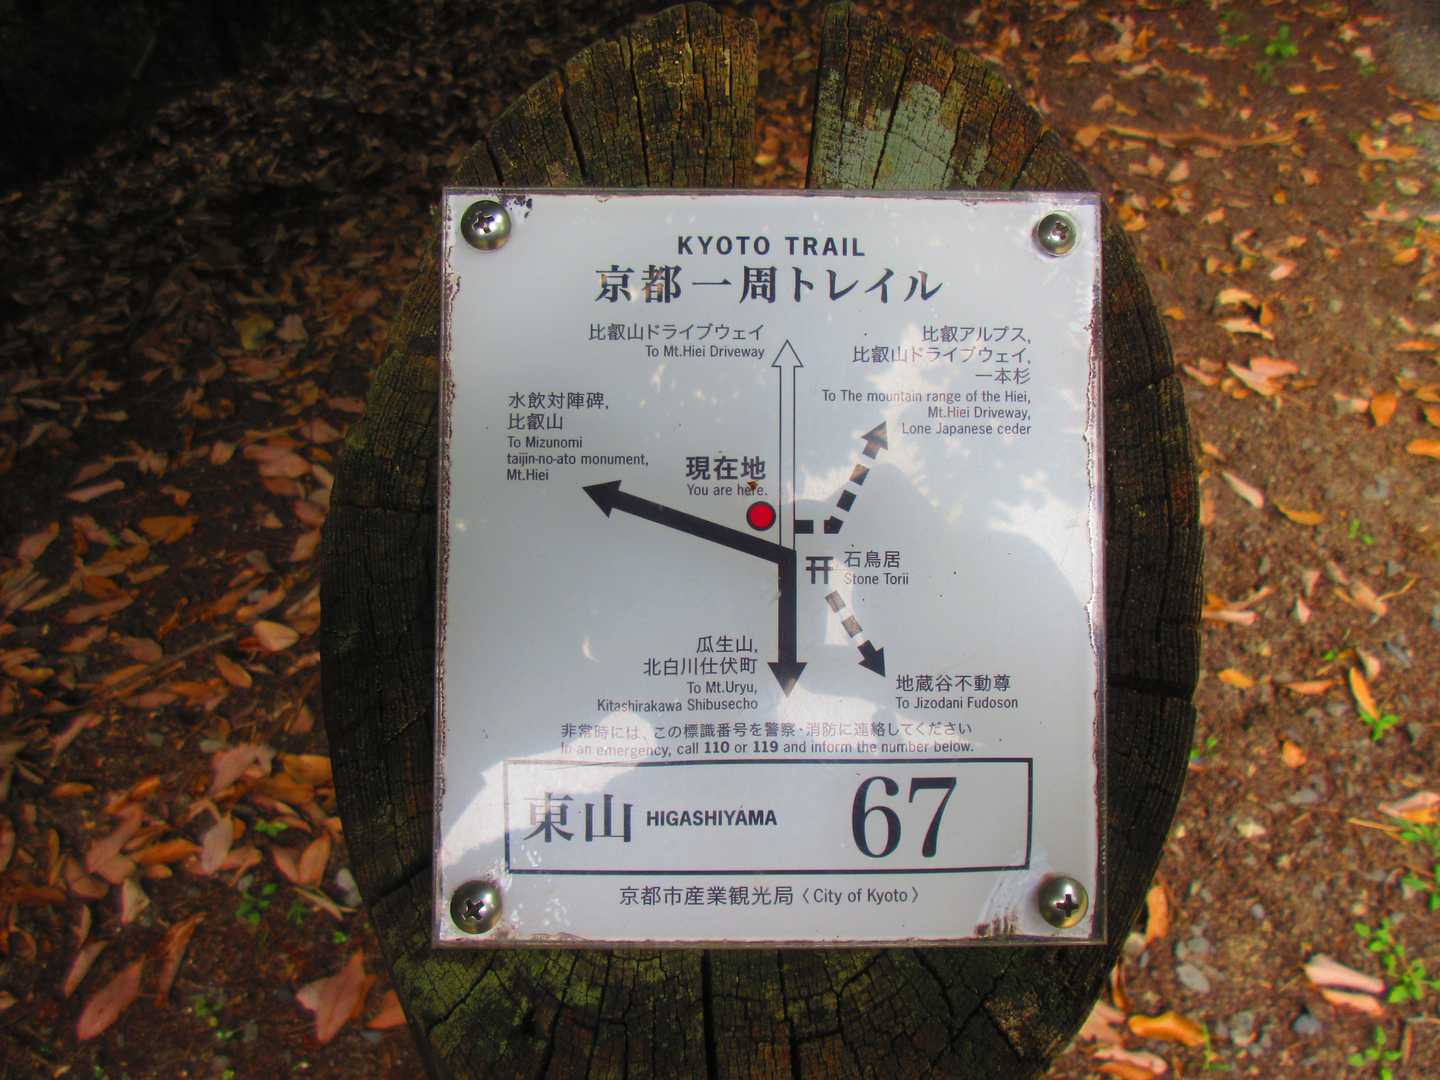 KYOTO TRAIL
京都一周トレイル
比叡山ドライブウェイ
To Mt.Hiei Driveway
比叡アルプス,
比叡山ドライブウェイ,
一本杉
To The mountain range of the Hiei,
Mt.Hiei Driveway,
Lone Japanese ceder
水飲対陣碑,
比叡山
To Mizunomi
taijin-no-ato monument,
Mt.Hiei
現在地
You are here.
石鳥居
Stone Torii
瓜生山,
北白川仕伏町
To Mt.Uryu,
Kitashirakawa Shibusecho
地蔵谷不動尊
To Jizodani Fudoson
非常時には、この標識番号を警察・消防に連絡してください
In an emergency, call 110 or 119 and inform the number below.
東山 HIGASHIYAMA 67
京都市産業観光局〈City of Kyoto〉